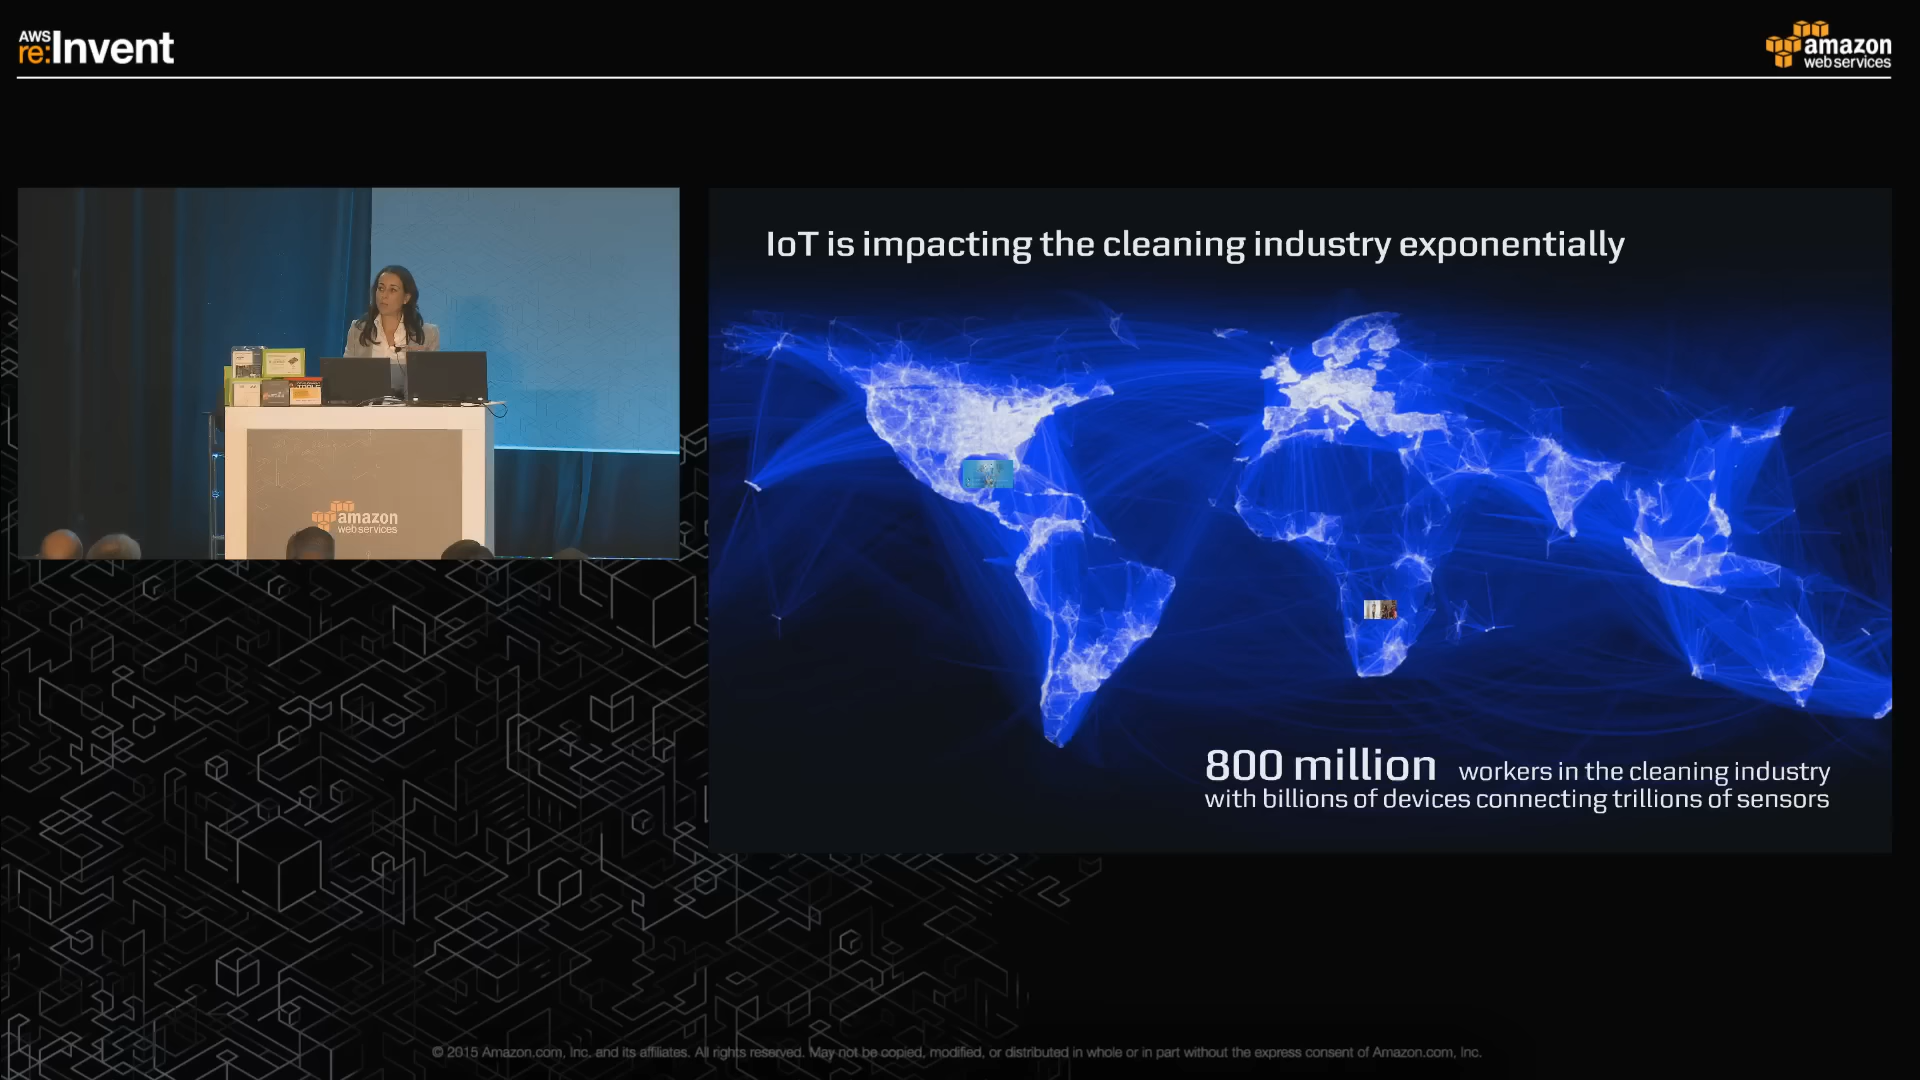 AWS
re:Invent
amazon
web services
IoT is impacting the cleaning industry exponentially
amazon
web services
800 million workers in the cleaning industry
with billions of devices connecting trillions of sensors
© 2015 Amazon.com, Inc. and its affiliates. All rights reserved. May not be copied, modified, or distributed in whole or in part without the express consent of Amazon.com, Inc.